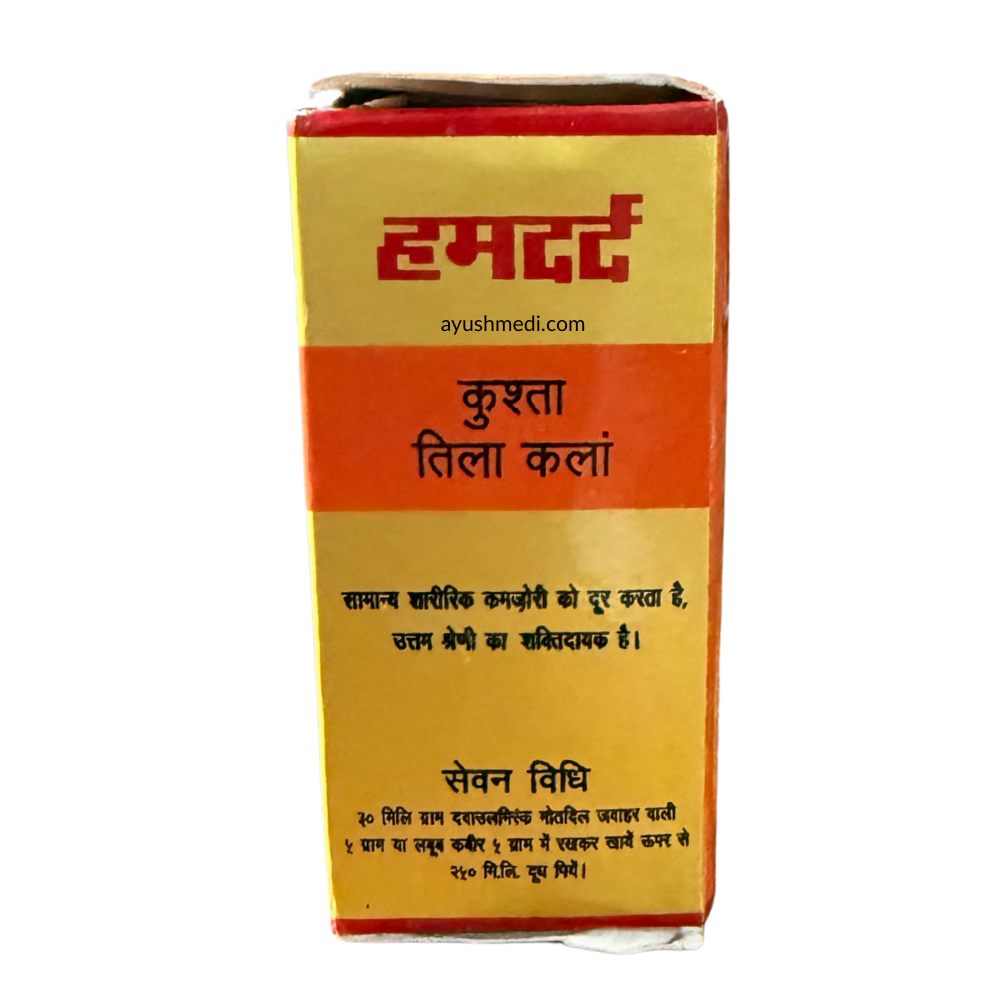 हमदर्द
ayushmedi.com
कुश्ता
तिला कलां
सामान्य शारीरिक कमज़ोरी को दूर करता है,
उत्तम श्रेणी का शक्तिदायक है।
सेवन विधि
मिलि ग्राम दवाउलमिस्क मोतदिल जवाहर वाली
५ ग्राम या लबूब कबीर ५ ग्राम में रखकर खायें ऊपर से
२५० मि.लि. दूध पियें।